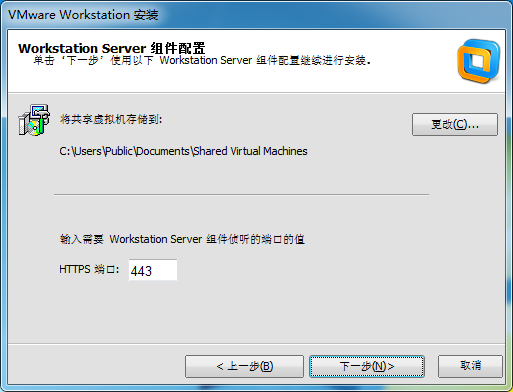 VMware Workstation 安装
Workstation Server 组件配置
单击‘下一步’使用以下 Workstation Server 组件配置继续进行安装。
将共享虚拟机存储到:
更改(C)...
C:\Users\Public\Documents\Shared Virtual Machines
输入需要 Workstation Server 组件侦听的端口的值
HTTPS 端口: 443
< 上一步(B)
下一步(N)>
取消